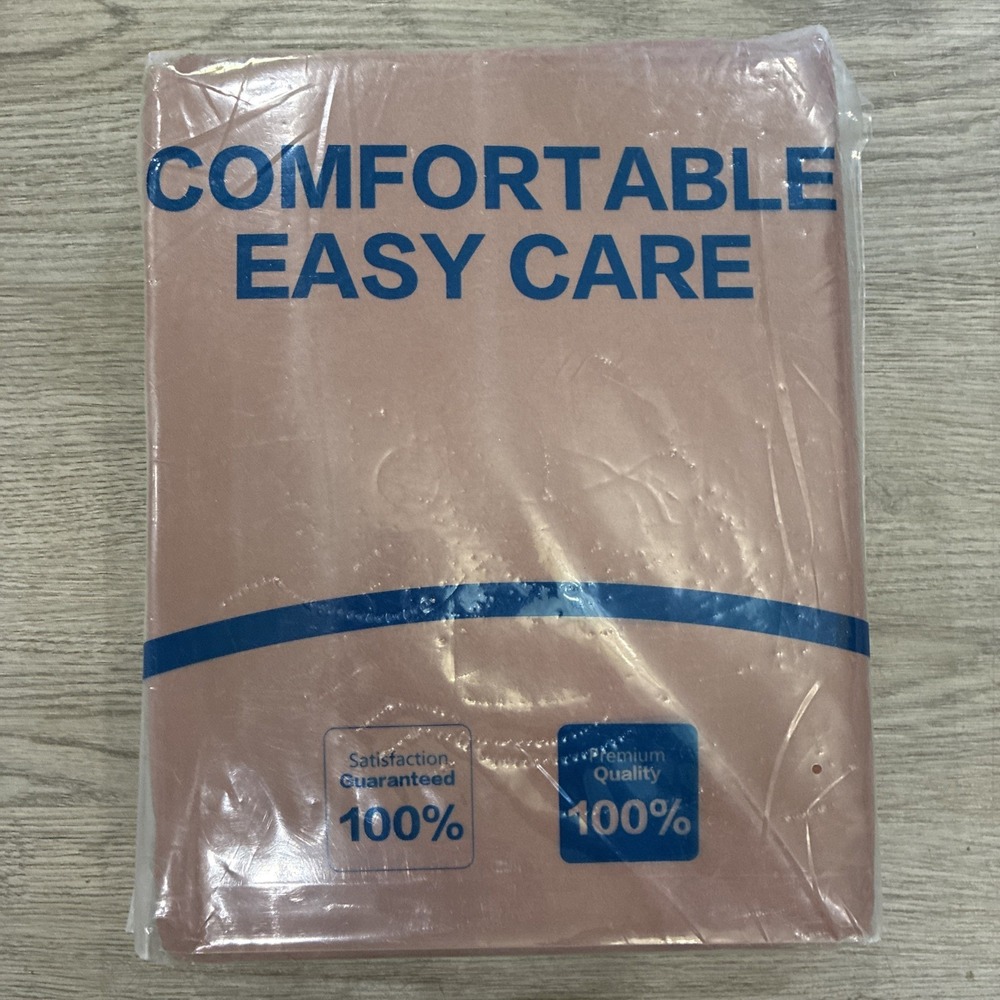 COMFORTABLE
EASY CARE
Satisfaction
Guaranteed
100%
Premium
Quality
100%